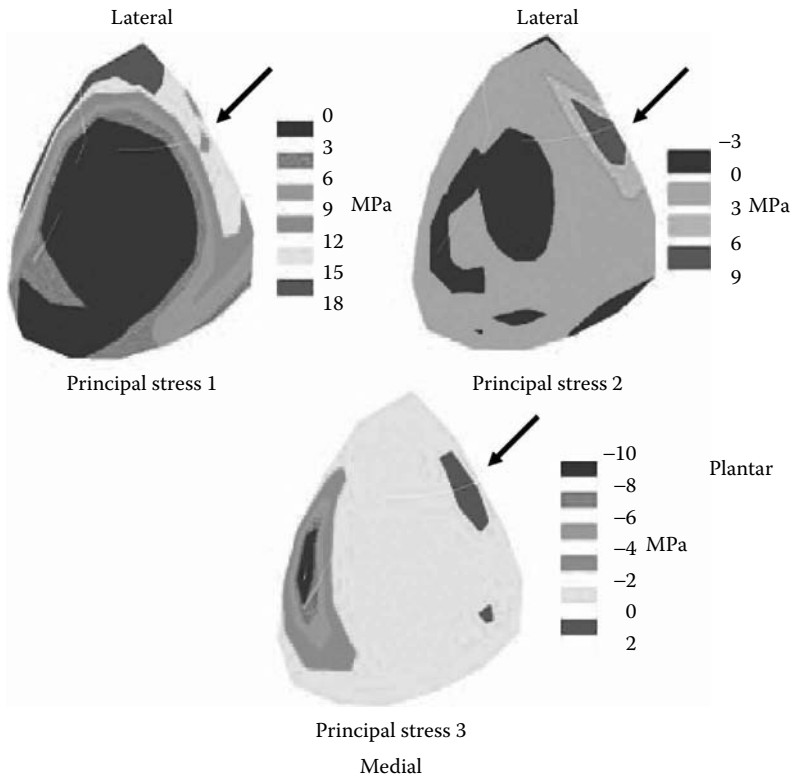 Lateral
Lateral
0
3
6
9
12
15
18
MPa
Principal stress 1
−3
0
3
6
9
MPa
Principal stress 2
−10
−8
−6
−4
−2
0
2
MPa
Plantar
Principal stress 3
Medial